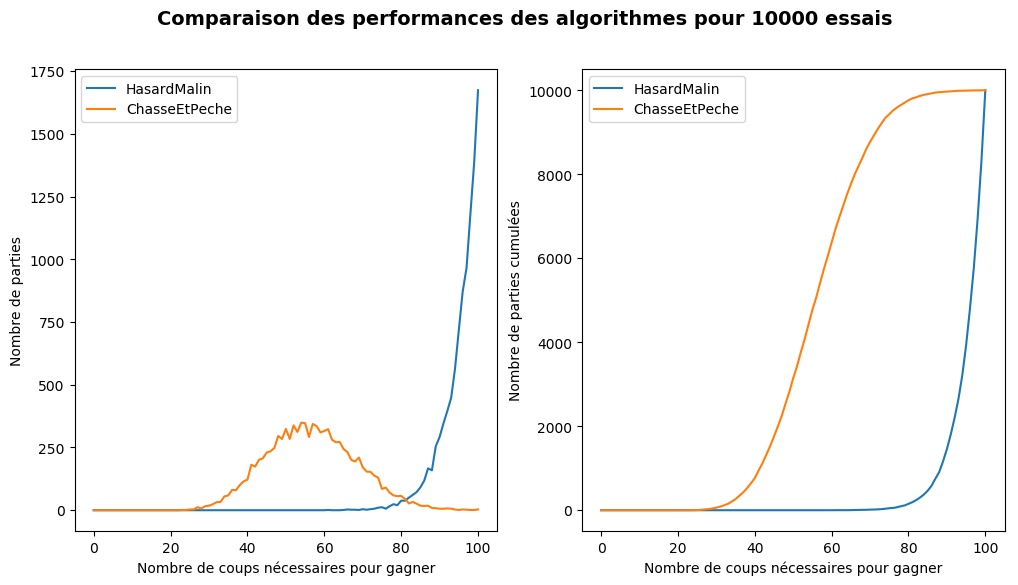 Comparaison des performances des algorithmes pour 10000 essais
HasardMalin
ChasseEtPeche
Nombre de parties
1750
1500
1250
1000
750
500
250
0
0 20 40 60 80 100
Nombre de coups nécessaires pour gagner
HasardMalin
ChasseEtPeche
Nombre de parties cumulées
10000
8000
6000
4000
2000
0
0 20 40 60 80 100
Nombre de coups nécessaires pour gagner